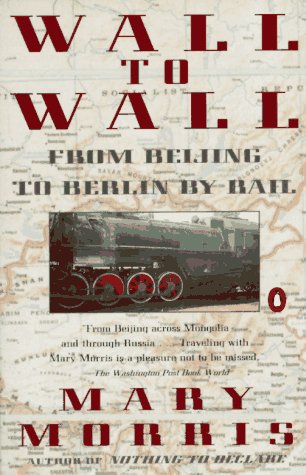 WALL
TO
WALL
FROM BEIJING
TO BERLIN BY RAIL
"From Beijing across Mongolia
and through Russia . . . Traveling with
Mary Morris is a pleasure not to be missed."
The Washington Post Book World
MARY
MORRIS
AUTHOR OF NOTHING TO DECLARE